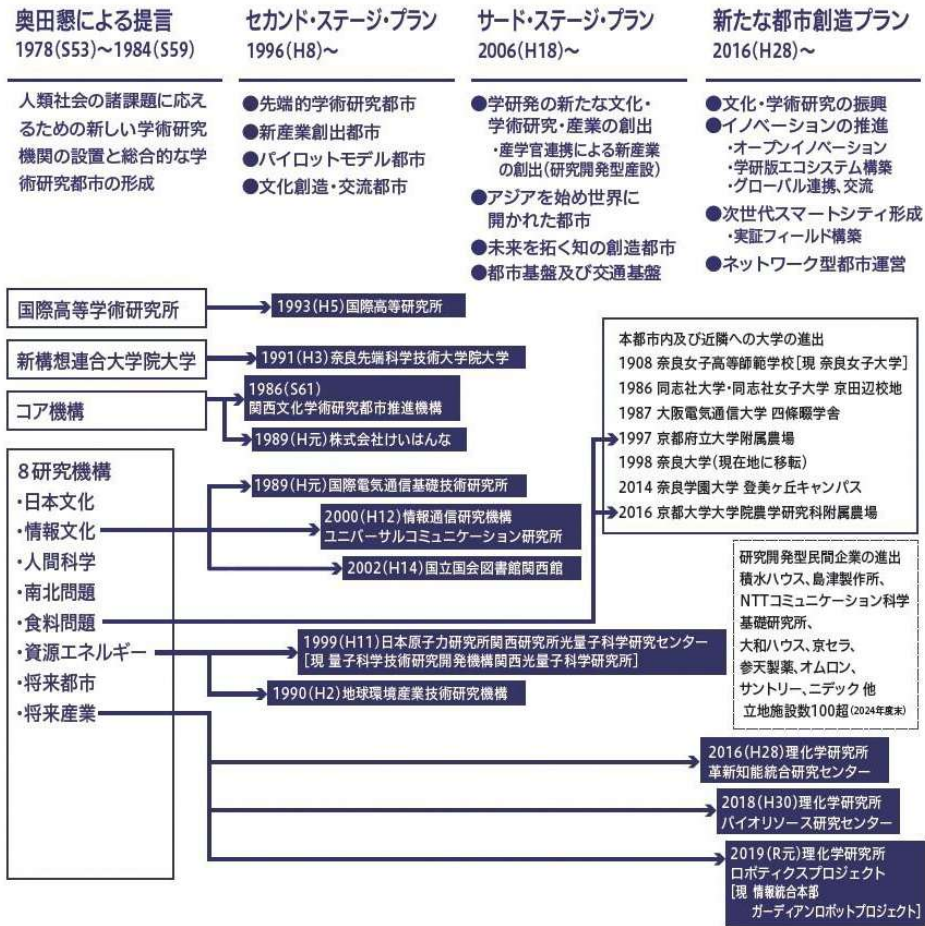 奥田懇による提言
1978(S53)～1984(S59)
人類社会の諸課題に応え
るための新しい学術研究
機関の設置と総合的な学
術研究都市の形成
セカンド・ステージ・プラン
1996(H8)～
●先端的学術研究都市
●新産業創出都市
●パイロットモデル都市
●文化創造・交流都市
サード・ステージ・プラン
2006(H18)～
●学研発の新たな文化・
学術研究・産業の創出
・産学官連携による新産業
の創出(研究開発型産設)
●アジアを始め世界に
開かれた都市
●未来を拓く知の創造都市
●都市基盤及び交通基盤
新たな都市創造プラン
2016(H28)～
●文化・学術研究の振興
●イノベーションの推進
・オープンイノベーション
・学研版エコシステム構築
・グローバル連携、交流
●次世代スマートシティ形成
・実証フィールド構築
●ネットワーク型都市運営
国際高等学術研究所
1993(H5)国際高等研究所
新構想連合大学院大学
1991(H3)奈良先端科学技術大学院大学
コア機構
1986(S61)
関西文化学術研究都市推進機構
1989(H元)株式会社けいはんな
8研究機構
・日本文化
・情報文化
・人間科学
・南北問題
・食料問題
・資源エネルギー
・将来都市
・将来産業
1989(H元)国際電気通信基礎技術研究所
2000(H12)情報通信研究機構
ユニバーサルコミュニケーション研究所
2002(H14)国立国会図書館関西館
1999(H11)日本原子力研究所関西研究所光量子科学研究センター
[現 量子科学技術研究開発機構関西光量子科学研究所]
1990(H2)地球環境産業技術研究機構
本都市内及び近隣への大学の進出
1908 奈良女子高等師範学校[現 奈良女子大学]
1986 同志社大学・同志社女子大学 京田辺校地
1987 大阪電気通信大学 四條畷学舎
1997 京都府立大学附属農場
1998 奈良大学(現在地に移転)
2014 奈良学園大学 登美ヶ丘キャンパス
2016 京都大学大学院農学研究科附属農場
研究開発型民間企業の進出
積水ハウス、島津製作所、
NTTコミュニケーション科学
基礎研究所、
大和ハウス、京セラ、
参天製薬、オムロン、
サントリー、ニデック 他
立地施設数100超(2024年度末)
2016(H28)理化学研究所
革新知能統合研究センター
2018(H30)理化学研究所
バイオリソース研究センター
2019(R元)理化学研究所
ロボティクスプロジェクト
[現 情報統合本部
ガーディアンロボットプロジェクト]